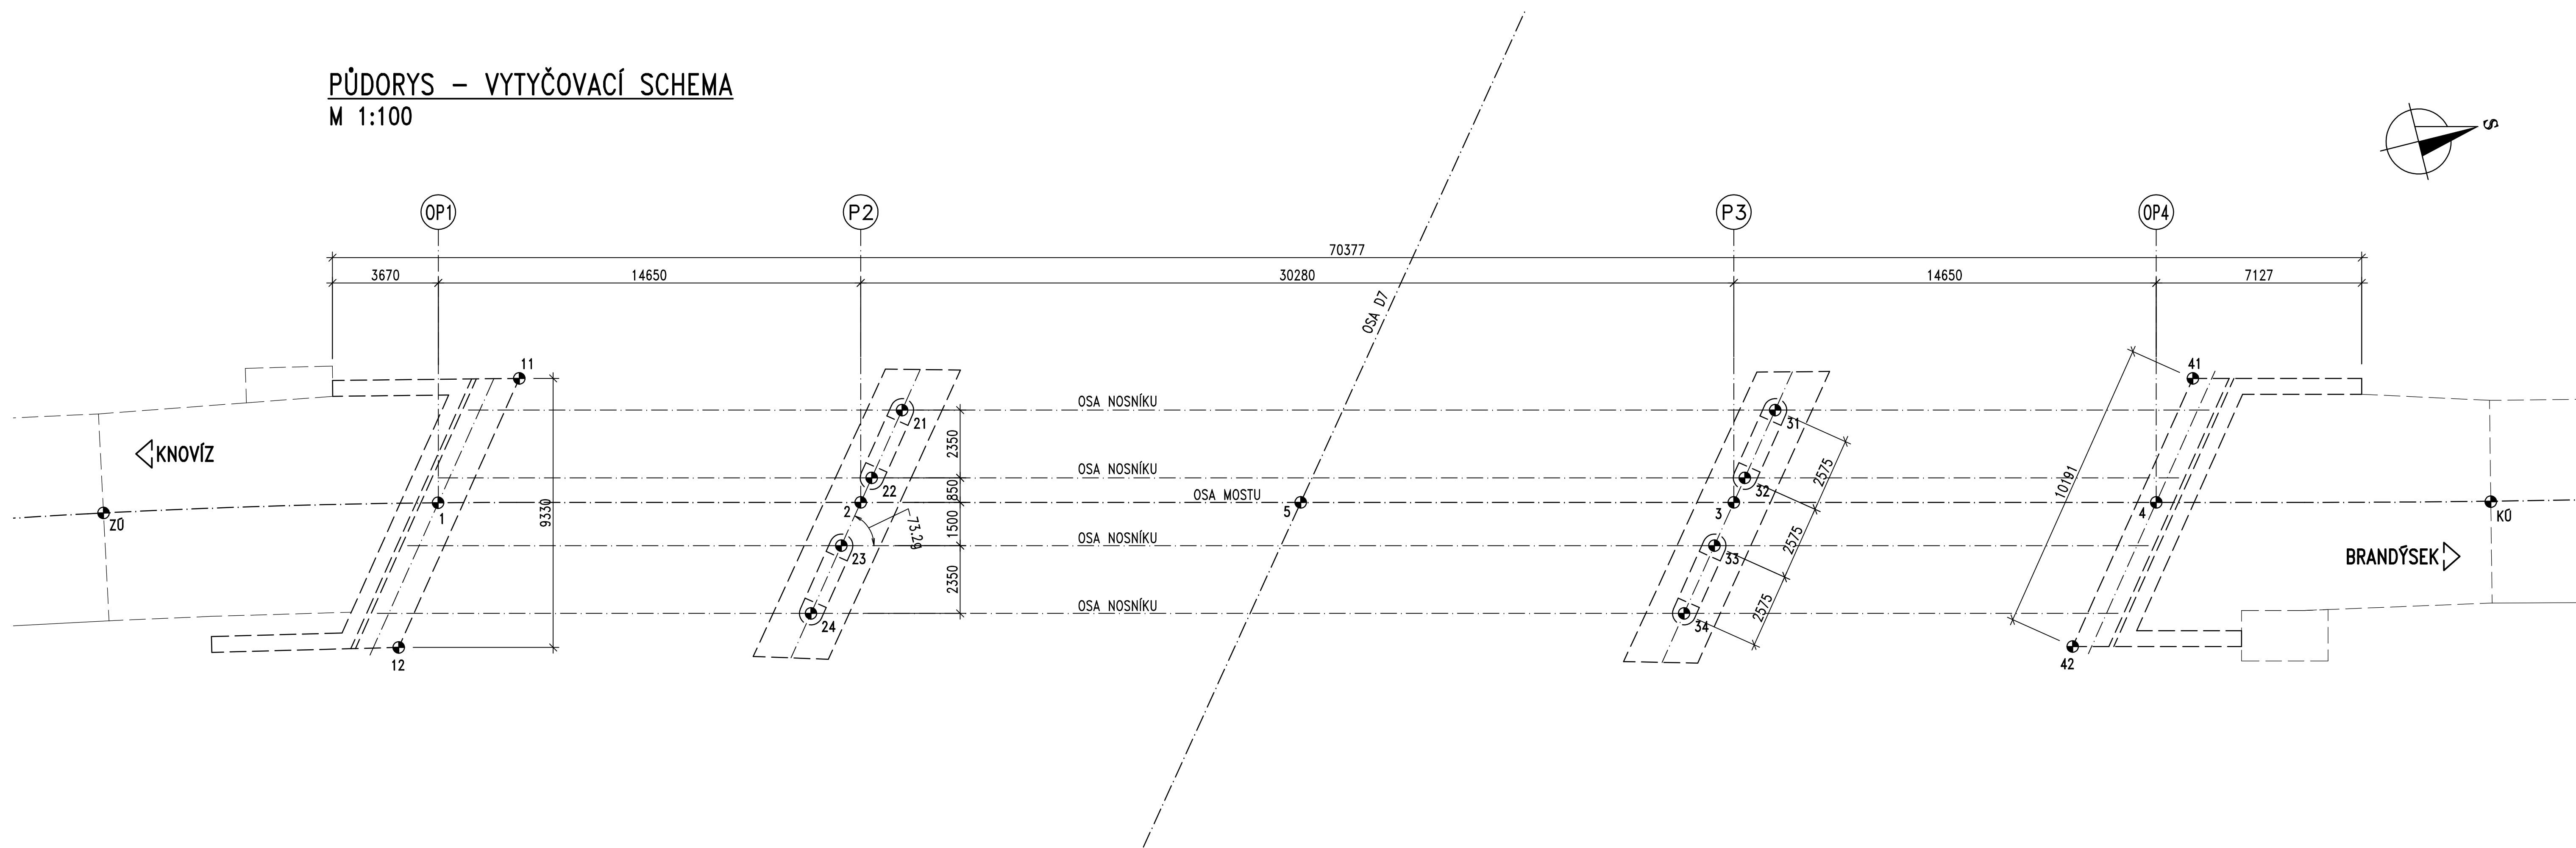 PŮDORYS – VYTYČOVACÍ SCHEMA
M 1:100
S
OP1
P2
P3
OP4
70377
3670
14650
30280
14650
7127
OSA D7
11
41
OSA NOSNÍKU
21
31
2350
KNOVÍZ
OSA NOSNÍKU
2575
10191
22
850
OSA MOSTU
32
ZÚ
1
9330
2
5
3
4
KÚ
1500
~73.2g
OSA NOSNÍKU
2575
23
33
BRANDÝSEK
2350
OSA NOSNÍKU
2575
24
34
12
42